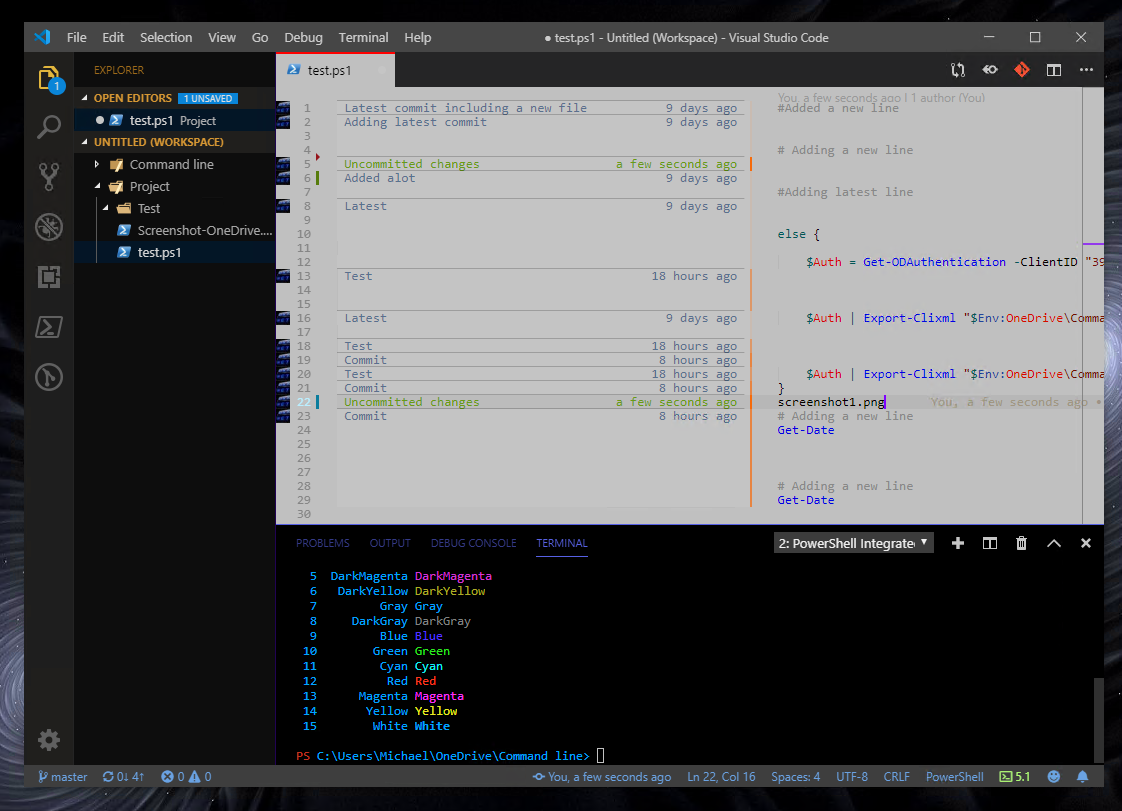 File Edit Selection View Go Debug Terminal Help ● test.ps1 - Untitled (Workspace) - Visual Studio Code
EXPLORER
OPEN EDITORS 1 UNSAVED
● test.ps1 Project
UNTITLED (WORKSPACE)
Command line
Project
Test
Screenshot-OneDrive....
test.ps1
1
test.ps1
You, a few seconds ago | 1 author (You)
1 Latest commit including a new file 9 days ago #Added a new line
2 Adding latest commit 9 days ago
3
4 # Adding a new line
5 Uncommitted changes a few seconds ago
6 Added alot 9 days ago
7 #Adding latest line
8 Latest 9 days ago
9
10 else {
11
12 $Auth = Get-ODAuthentication -ClientID "39
13 Test 18 hours ago
14
15
16 Latest 9 days ago $Auth | Export-Clixml "$Env:OneDrive\Comma
17
18 Test 18 hours ago
19 Commit 8 hours ago
20 Test 18 hours ago $Auth | Export-Clixml "$Env:OneDrive\Comma
21 Commit 8 hours ago }
22 Uncommitted changes a few seconds ago screenshot1.png You, a few seconds ago •
23 Commit 8 hours ago # Adding a new line
24 Get-Date
25
26
27
28 # Adding a new line
29 Get-Date
30
PROBLEMS OUTPUT DEBUG CONSOLE TERMINAL 2: PowerShell Integrate
5 DarkMagenta DarkMagenta
6 DarkYellow DarkYellow
7 Gray Gray
8 DarkGray DarkGray
9 Blue Blue
10 Green Green
11 Cyan Cyan
12 Red Red
13 Magenta Magenta
14 Yellow Yellow
15 White White
PS C:\Users\Michael\OneDrive\Command line>
master 0↓ 4↑ 0 0 You, a few seconds ago Ln 22, Col 16 Spaces: 4 UTF-8 CRLF PowerShell 5.1